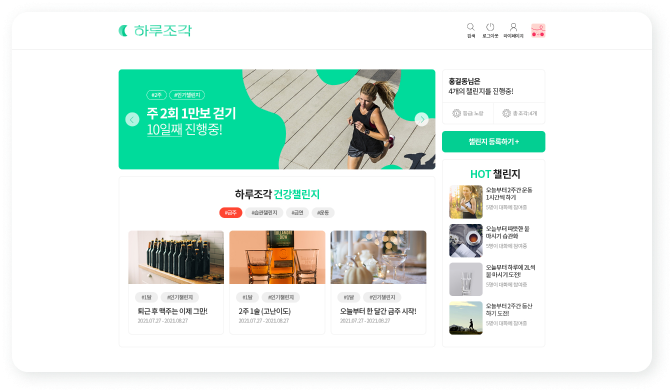 하루조각
검색
로그아웃
마이페이지
#2주 #인기챌린지
주 2회 1만보 걷기
10일째 진행중!
홍길동님은
4개의 챌린지를 진행중!
등급: 노랑
총 조각: 4개
챌린지 등록하기 +
하루조각 건강챌린지
#금주 #습관챌린지 #금연 #운동
#1달 #인기챌린지
퇴근 후 맥주는 이제 그만!
2021.07.27 - 2021.08.27
#1달 #인기챌린지
2주 1솔 (고난이도)
2021.07.27 - 2021.08.27
#1달 #인기챌린지
오늘부터 한 달간 금주 시작!
2021.07.27 - 2021.08.27
HOT 챌린지
오늘부터 2주간 운동
1시간씩 하기
5명이 대화에 참여중
오늘부터 따뜻한 물
마시기 습관화
5명이 대화에 참여중
오늘부터 하루에 2L씩
물 마시기 도전!
5명이 대화에 참여중
오늘부터 2주간 등산
하기 도전!
5명이 대화에 참여중